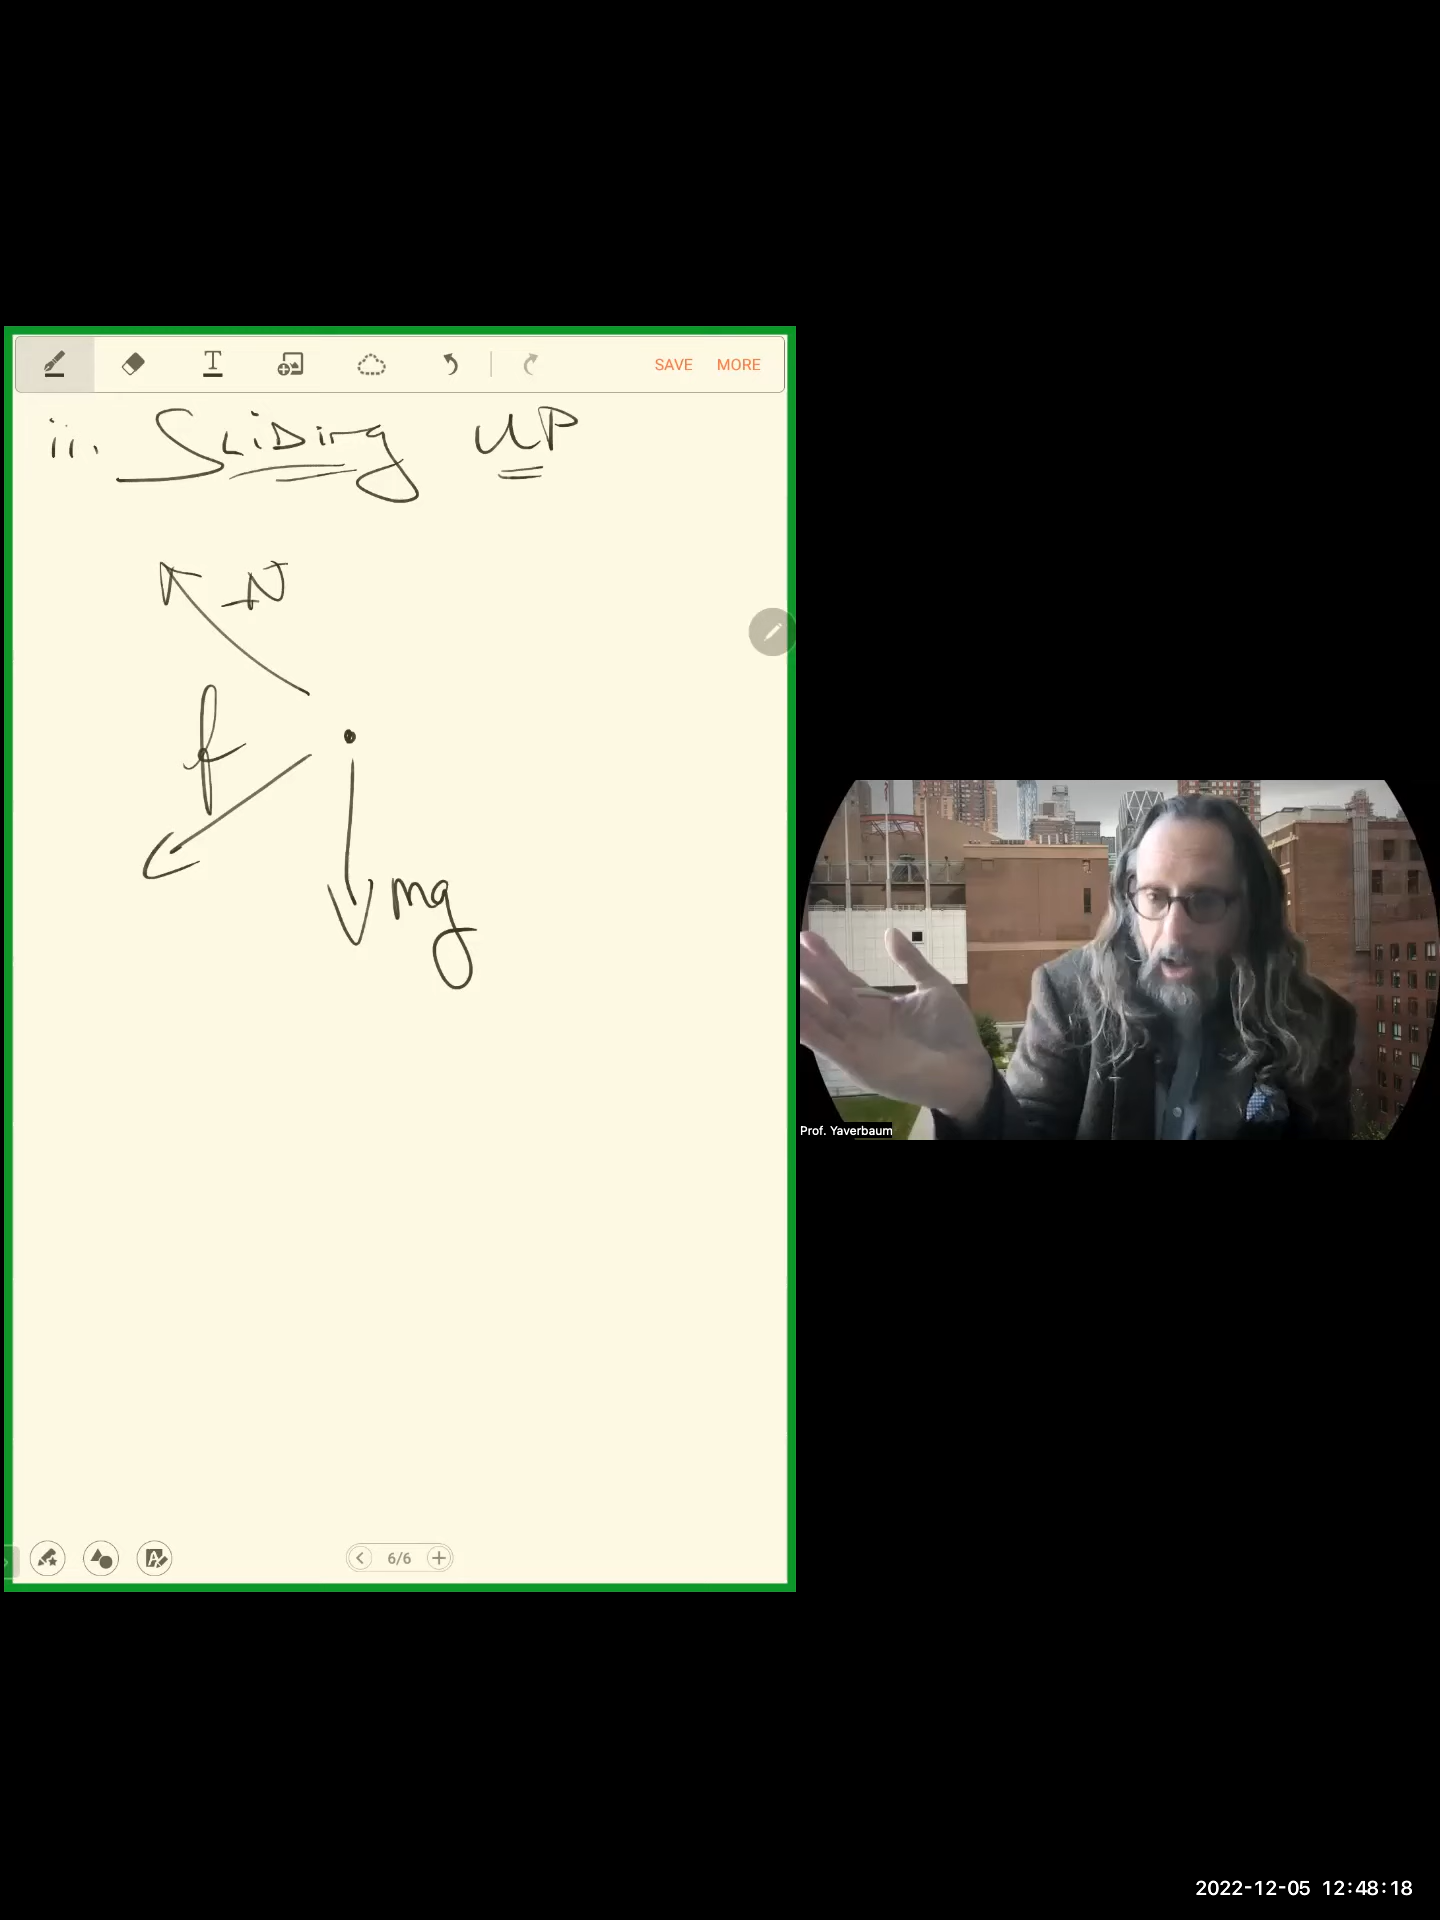 T
SAVE MORE
ii. SLiDing UP
N
f
mg
Prof. Yaverbaum
A
6/6
2022-12-05 12:48:18